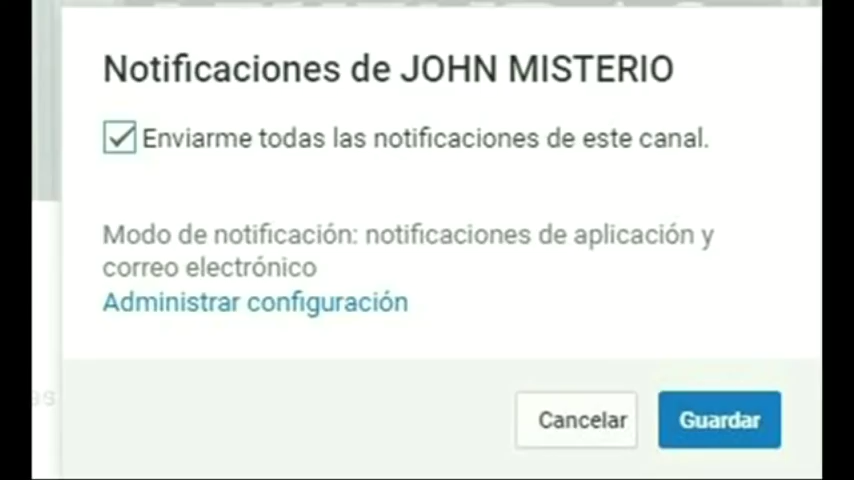 Notificaciones de JOHN MISTERIO
Enviarme todas las notificaciones de este canal.
Modo de notificación: notificaciones de aplicación y
correo electrónico
Administrar configuración
Cancelar
Guardar